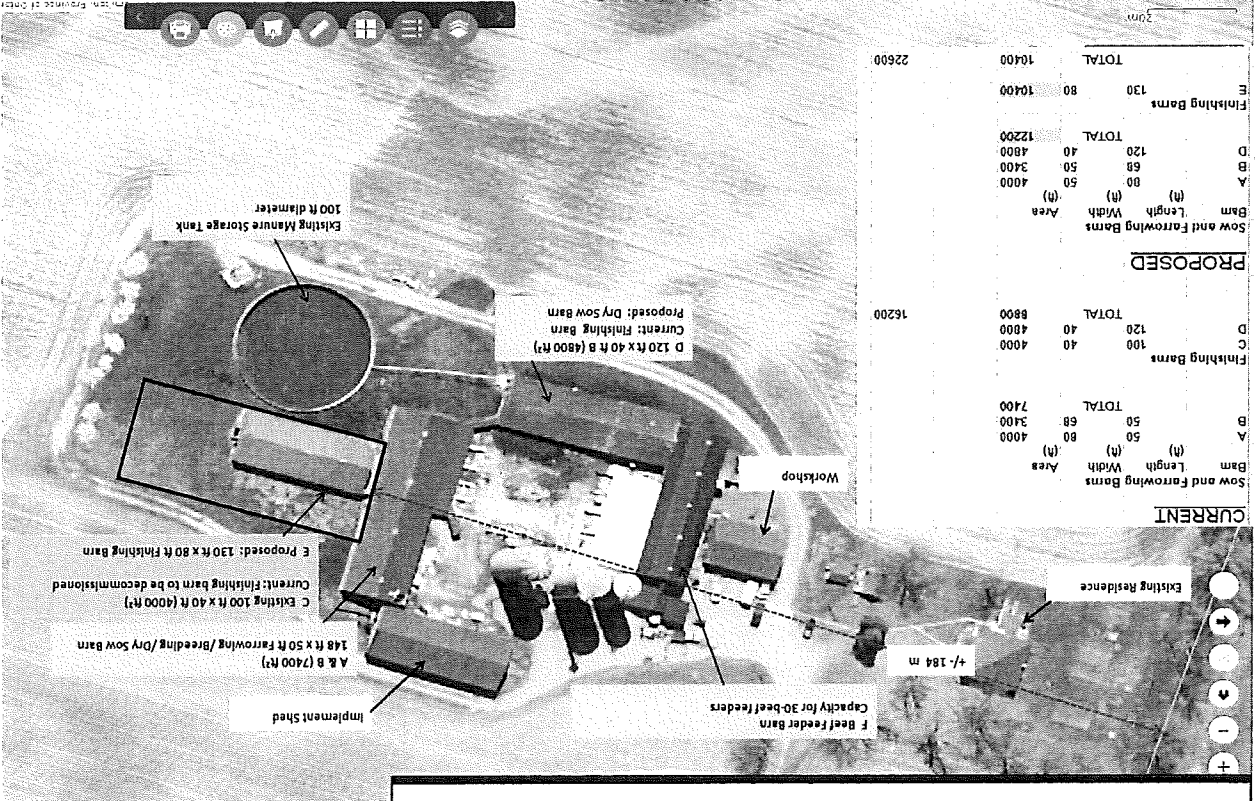 F Beef Feeder Barn
Capacity for 30-beef feeders
Implement Shed
+/- 184 m
Existing Residence
A & B (7400 ft²)
148 ft x 50 ft Farrowing / Breeding /Dry Sow Barn
C Existing 100 ft x 40 ft (4000 ft²)
Current: Finishing barn to be decommissioned
E Proposed: 130 ft x 80 ft Finishing Barn
Workshop
D 120 ft x 40 ft B (4800 ft²)
Current: Finishing Barn
Proposed: Dry Sow Barn
Existing Manure Storage Tank
100 ft diameter
CURRENT
Sow and Farrowing Barns
Barn Length Width Area
(ft) (ft) (ft)
A 50 80 4000
B 50 68 3400
TOTAL 7400
Finishing Barns
C 100 40 4000
D 120 40 4800
TOTAL 8800 16200
PROPOSED
Sow and Farrowing Barns
Barn Length Width Area
(ft) (ft) (ft)
A 80 50 4000
B 68 50 3400
D 120 40 4800
TOTAL 12200
Finishing Barns
E 130 80 10400
TOTAL 10400 22600
20m
Province of Ontar